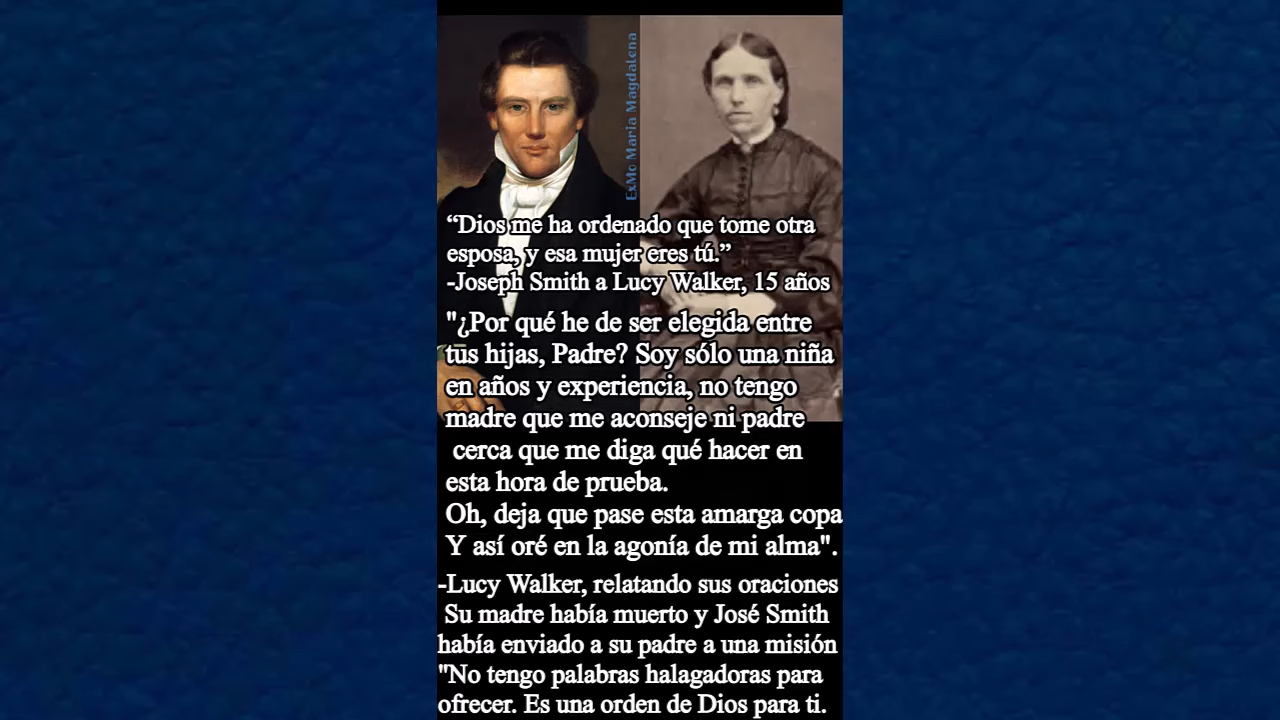 ExMo Maria Magdalena
“Dios me ha ordenado que tome otra
esposa, y esa mujer eres tú.”
-Joseph Smith a Lucy Walker, 15 años
"¿Por qué he de ser elegida entre
tus hijas, Padre? Soy sólo una niña
en años y experiencia, no tengo
madre que me aconseje ni padre
cerca que me diga qué hacer en
esta hora de prueba.
Oh, deja que pase esta amarga copa
Y así oré en la agonía de mi alma".
-Lucy Walker, relatando sus oraciones
Su madre había muerto y José Smith
había enviado a su padre a una misión
"No tengo palabras halagadoras para
ofrecer. Es una orden de Dios para ti.